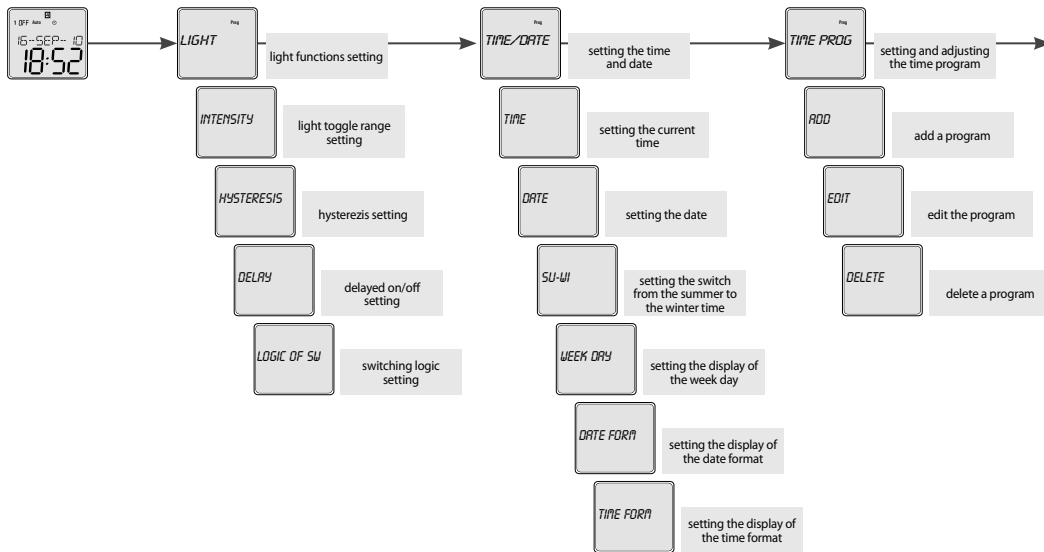 1 OFF Auto
16-SEP-10
18:52
Prog
LIGHT
light functions setting
INTENSITY
light toggle range
setting
HYSTERESIS
hysterezis setting
DELAY
delayed on/off
setting
LOGIC OF SW
switching logic
setting
Prog
TIME/DATE
setting the time
and date
TIME
setting the current
time
DATE
setting the date
SU-WI
setting the switch
from the summer to
the winter time
WEEK DAY
setting the display of
the week day
DATE FORM
setting the display of
the date format
TIME FORM
setting the display of
the time format
Prog
TIME PROG
setting and adjusting
the time program
ADD
add a program
EDIT
edit the program
DELETE
delete a program